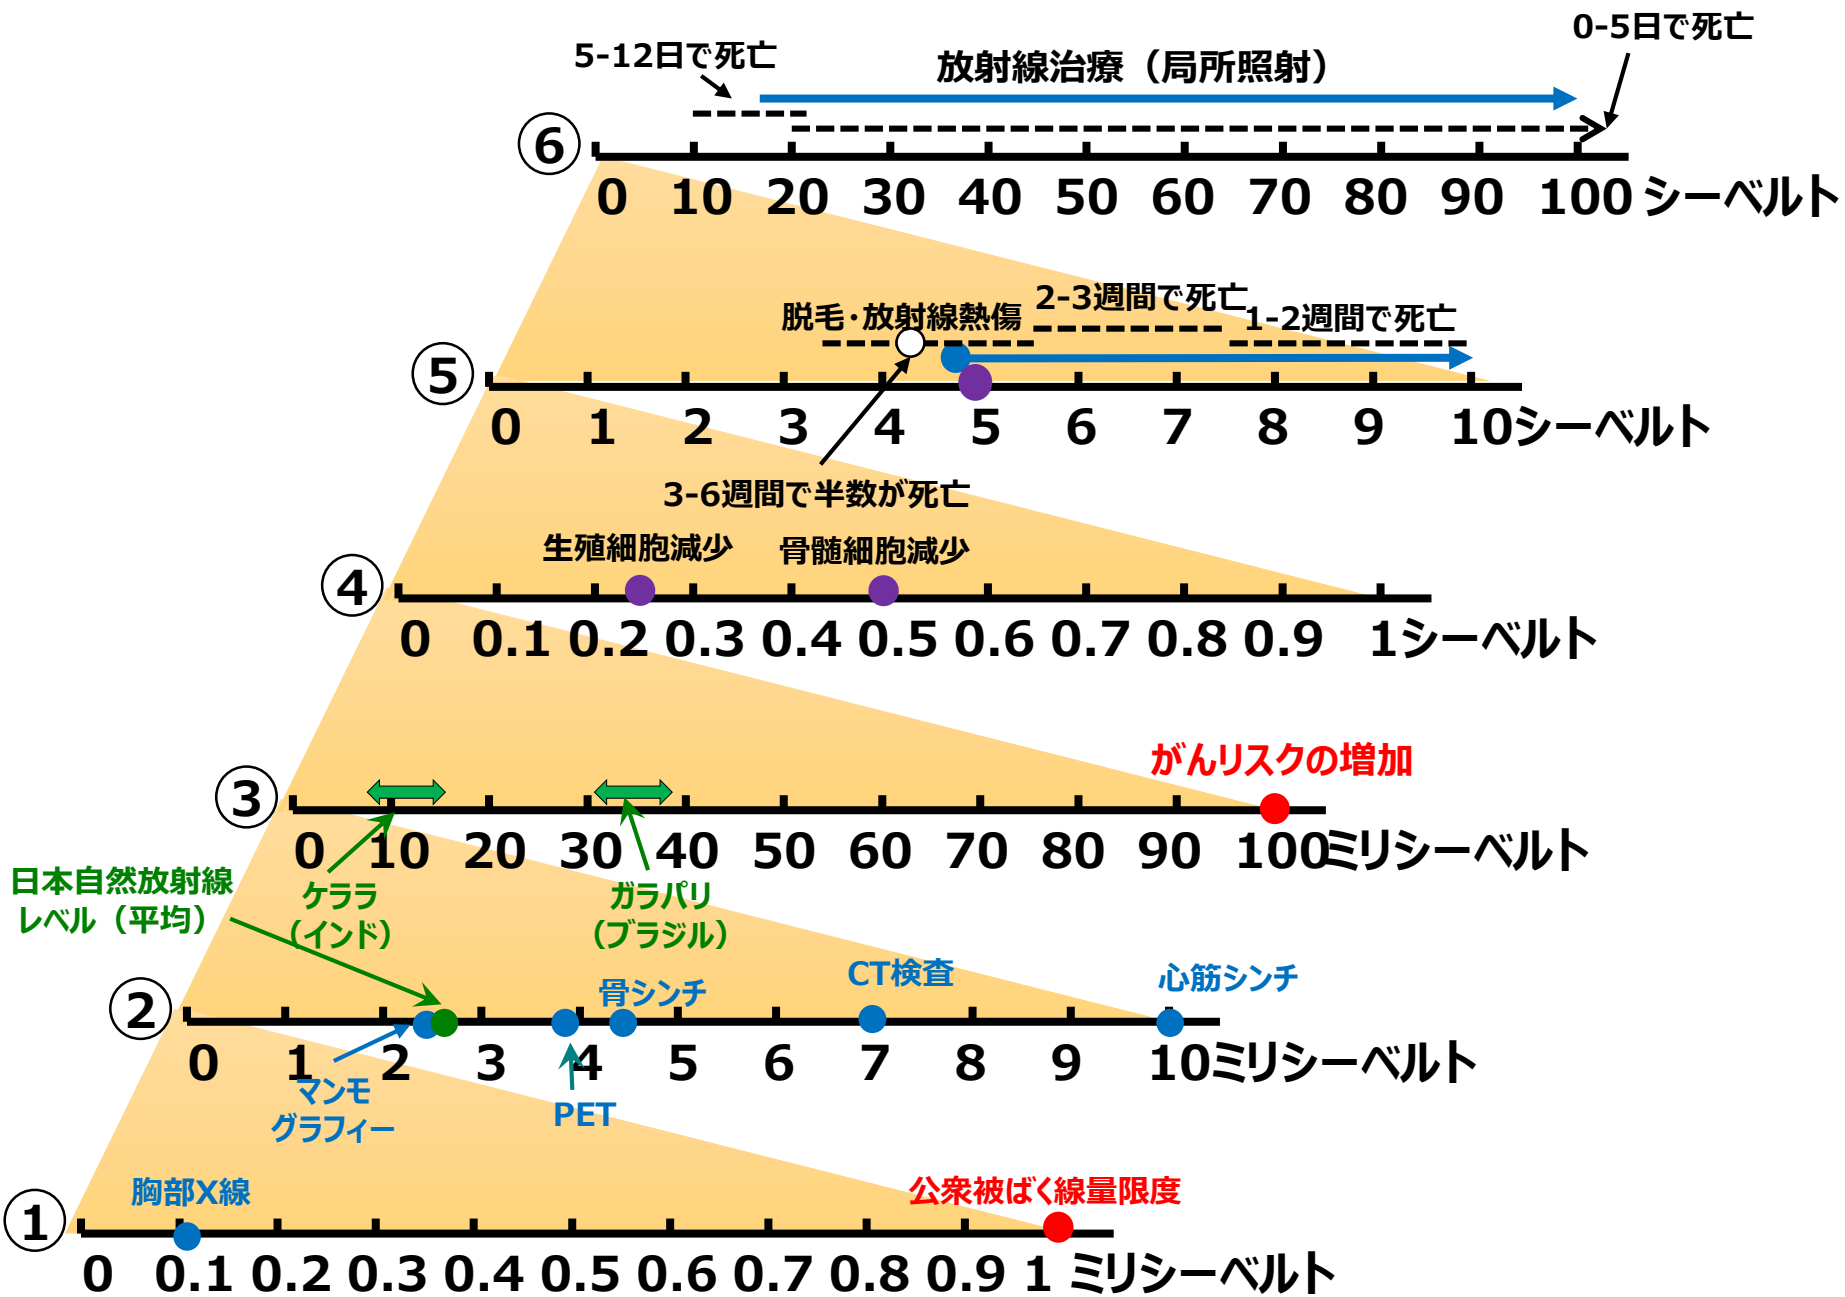 5-12日で死亡
放射線治療（局所照射）
0-5日で死亡
⑥
0 10 20 30 40 50 60 70 80 90 100 シーベルト
脱毛・放射線熱傷
2-3週間で死亡
1-2週間で死亡
⑤
0 1 2 3 4 5 6 7 8 9 10シーベルト
3-6週間で半数が死亡
生殖細胞減少
骨髄細胞減少
④
0 0.1 0.2 0.3 0.4 0.5 0.6 0.7 0.8 0.9 1シーベルト
がんリスクの増加
③
0 10 20 30 40 50 60 70 80 90 100ミリシーベルト
日本自然放射線
レベル（平均）
ケララ
（インド）
ガラパリ
（ブラジル）
骨シンチ
CT検査
心筋シンチ
②
0 1 2 3 4 5 6 7 8 9 10ミリシーベルト
マンモ
グラフィー
PET
胸部X線
公衆被ばく線量限度
①
0 0.1 0.2 0.3 0.4 0.5 0.6 0.7 0.8 0.9 1 ミリシーベルト